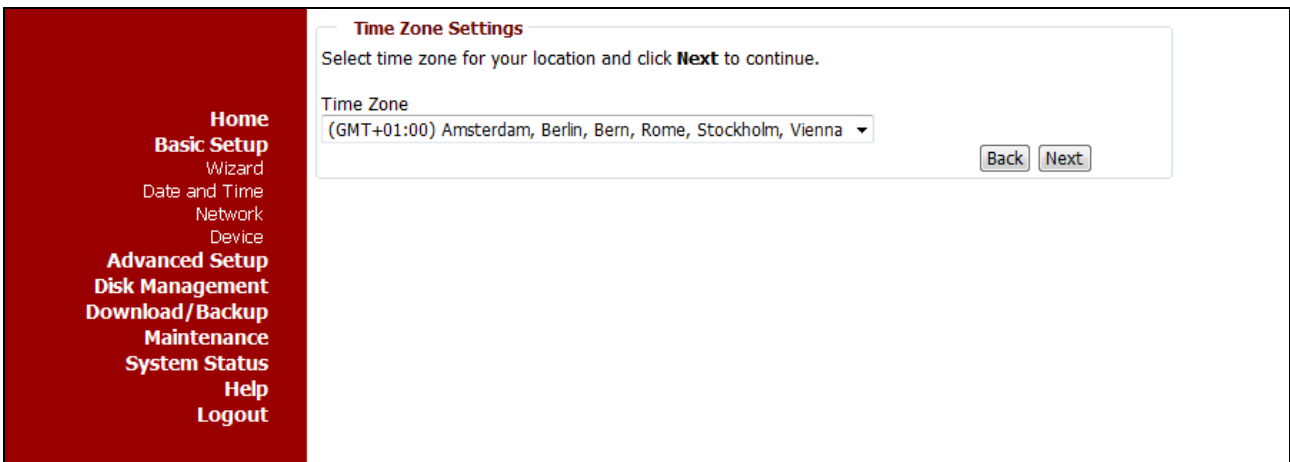 Time Zone Settings
Select time zone for your location and click Next to continue.
Time Zone
(GMT+01:00) Amsterdam, Berlin, Bern, Rome, Stockholm, Vienna
Back Next
Home
Basic Setup
Wizard
Date and Time
Network
Device
Advanced Setup
Disk Management
Download/Backup
Maintenance
System Status
Help
Logout